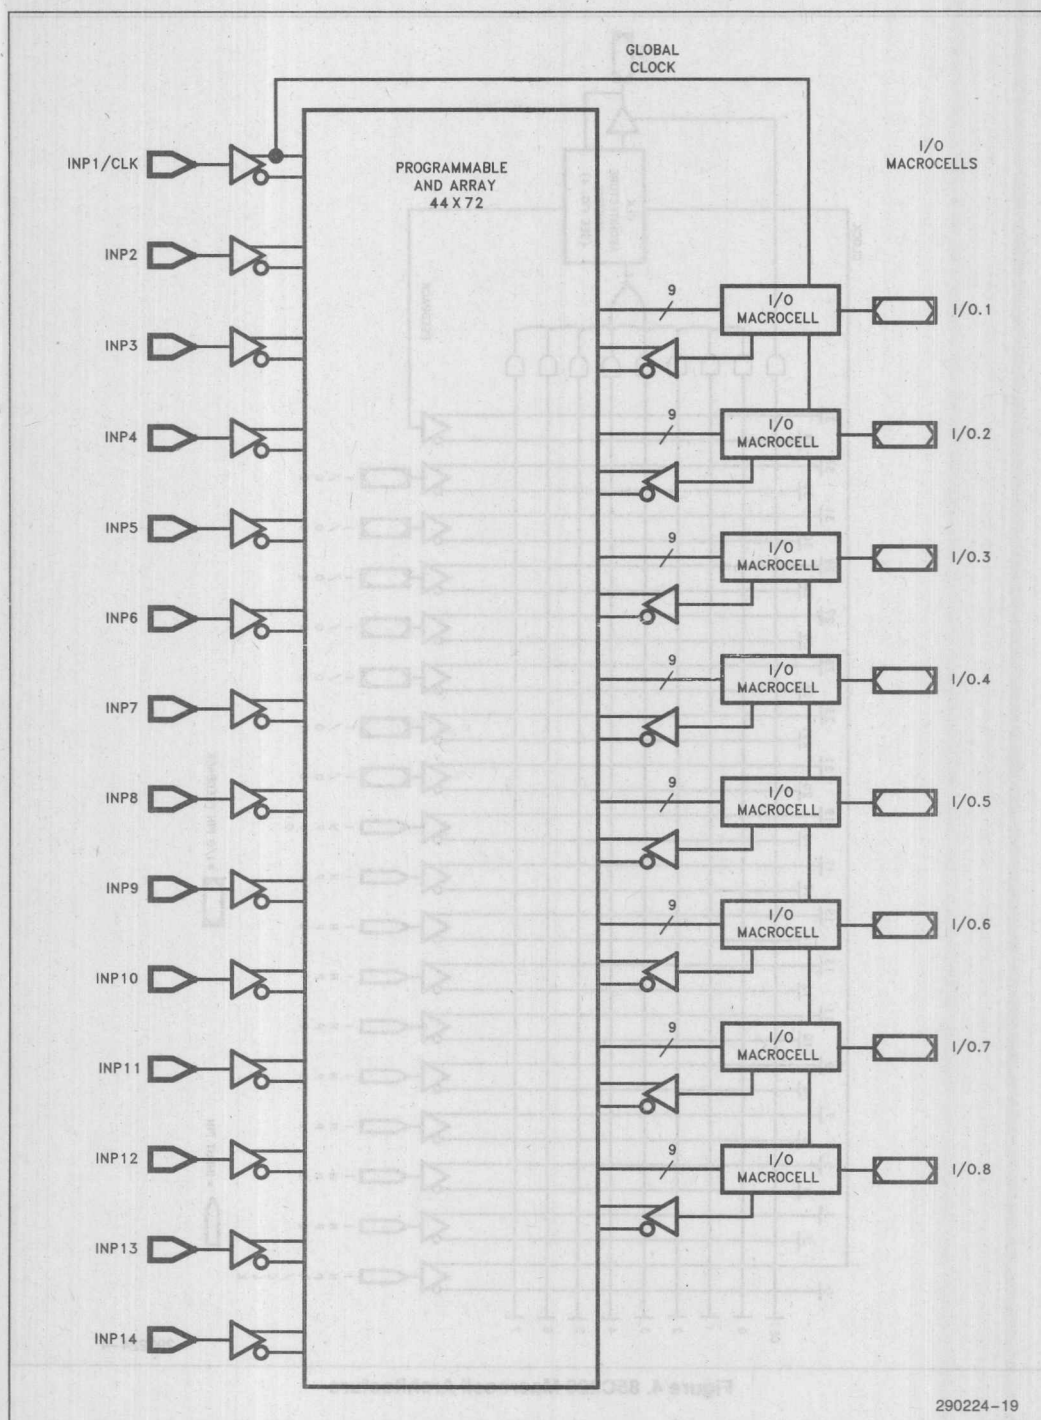 GLOBAL
CLOCK
I/O
MACROCELLS
INP1/CLK
PROGRAMMABLE
AND ARRAY
44 X 72
INP2
9
I/O
MACROCELL
I/O.1
INP3
INP4
9
I/O
MACROCELL
I/O.2
INP5
9
I/O
MACROCELL
I/O.3
INP6
9
I/O
MACROCELL
I/O.4
INP7
INP8
9
I/O
MACROCELL
I/O.5
INP9
9
I/O
MACROCELL
I/O.6
INP10
9
I/O
MACROCELL
I/O.7
INP11
INP12
9
I/O
MACROCELL
I/O.8
INP13
INP14
290224-19